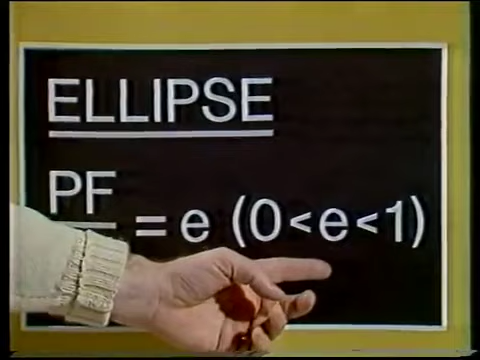 ELLIPSE
PF
= e (0<e<1)